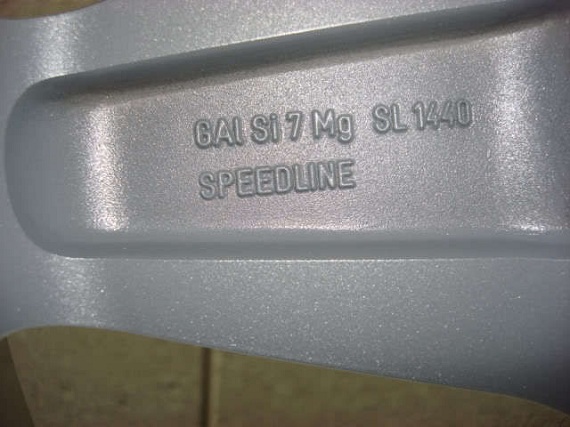 GAl Si 7 Mg SL 1440
SPEEDLINE